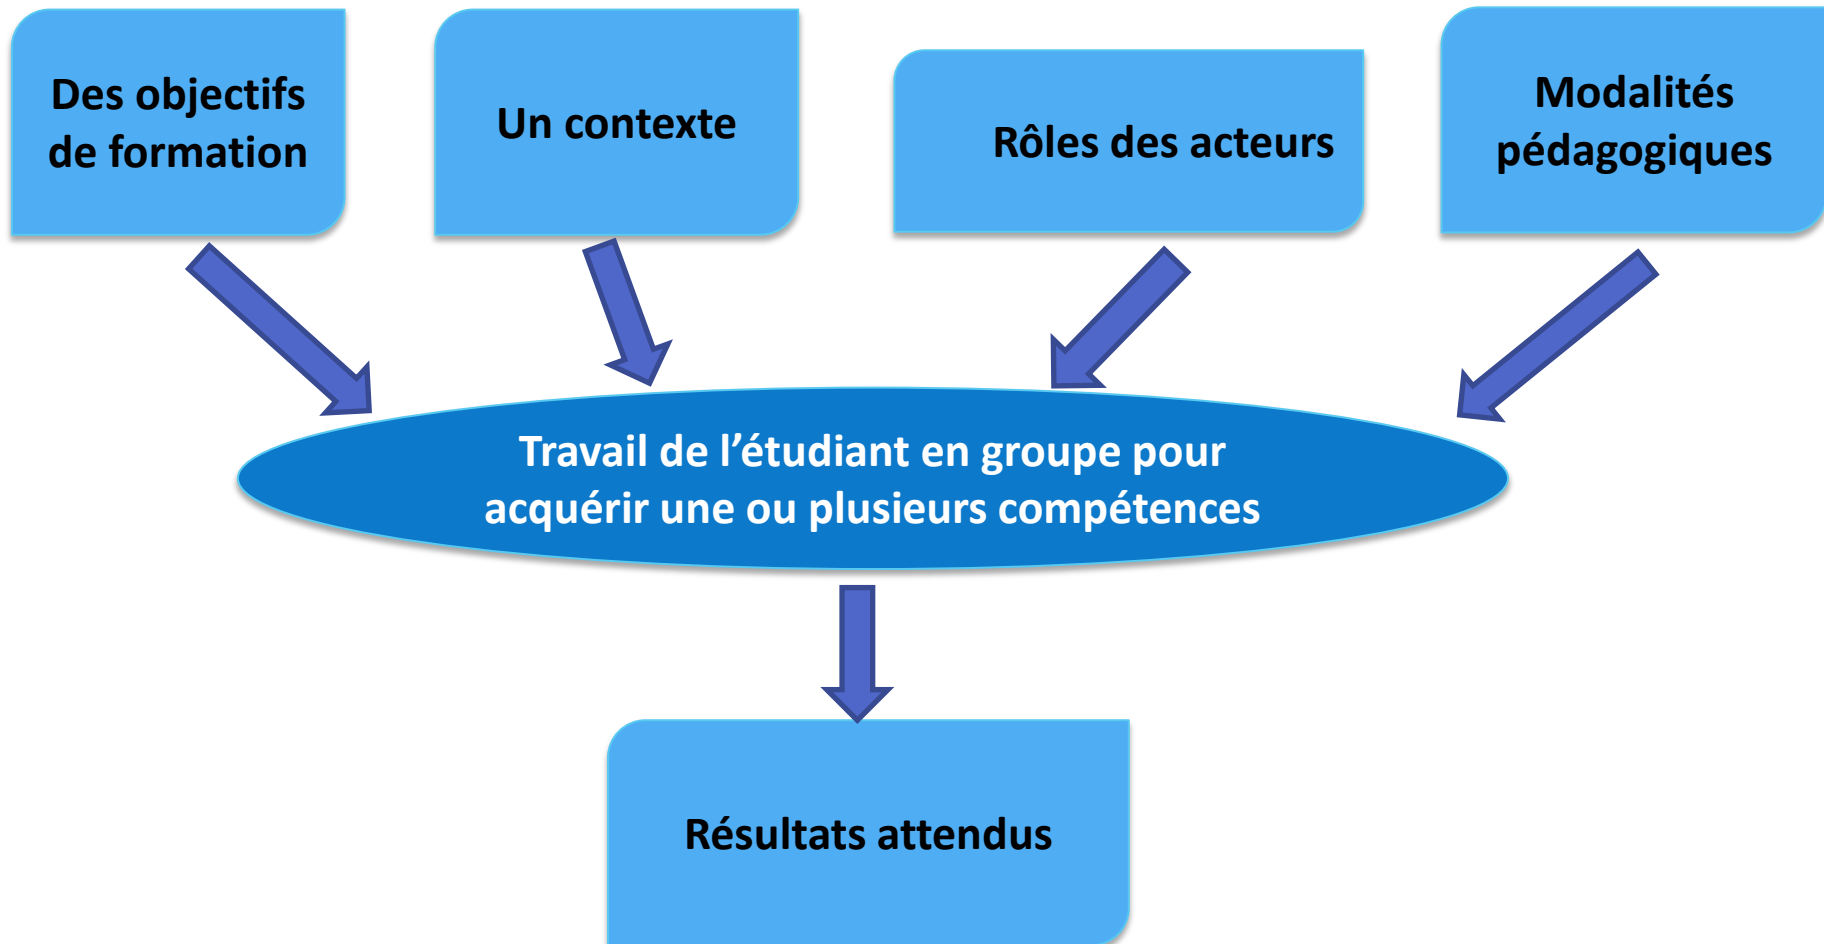 Des objectifs
de formation
Un contexte
Rôles des acteurs
Modalités
pédagogiques
Travail de l’étudiant en groupe pour
acquérir une ou plusieurs compétences
Résultats attendus